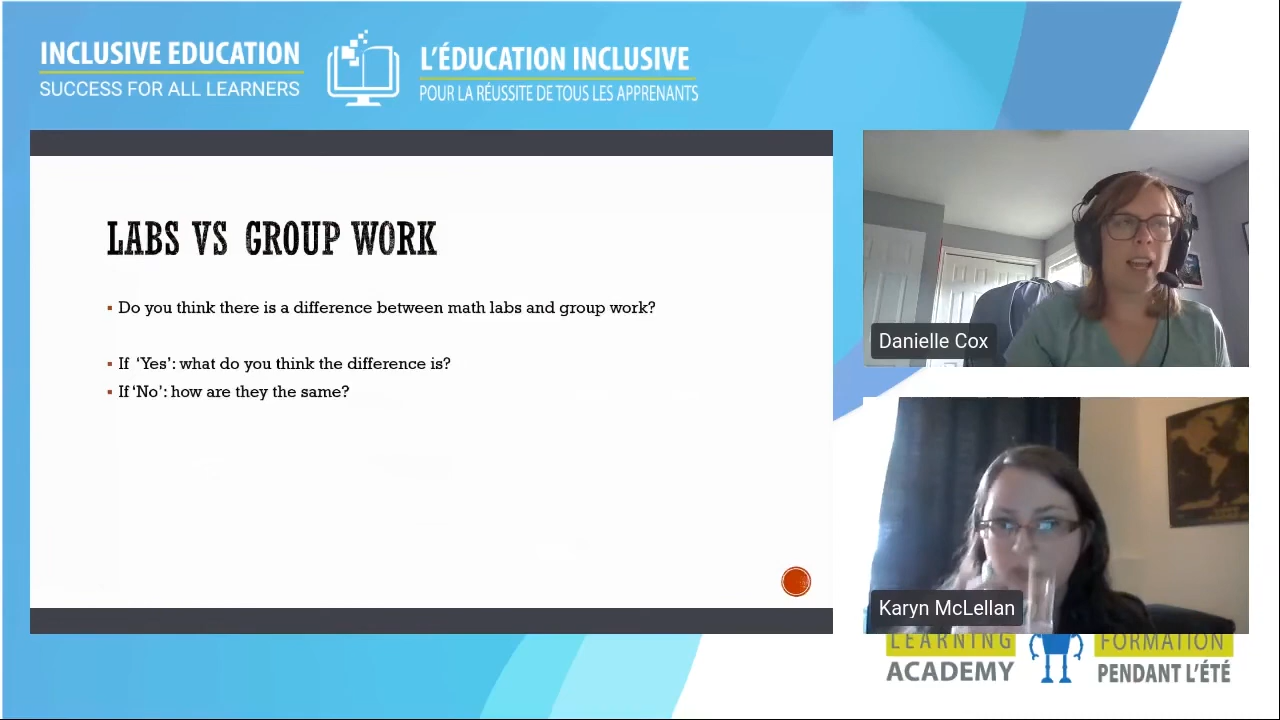 INCLUSIVE EDUCATION
SUCCESS FOR ALL LEARNERS
L'ÉDUCATION INCLUSIVE
POUR LA RÉUSSITE DE TOUS LES APPRENANTS
LABS VS GROUP WORK
Do you think there is a difference between math labs and group work?
If 'Yes': what do you think the difference is?
If 'No': how are they the same?
Danielle Cox
Karyn McLellan
LEARNING
ACADEMY
FORMATION
PENDANT L'ÉTÉ